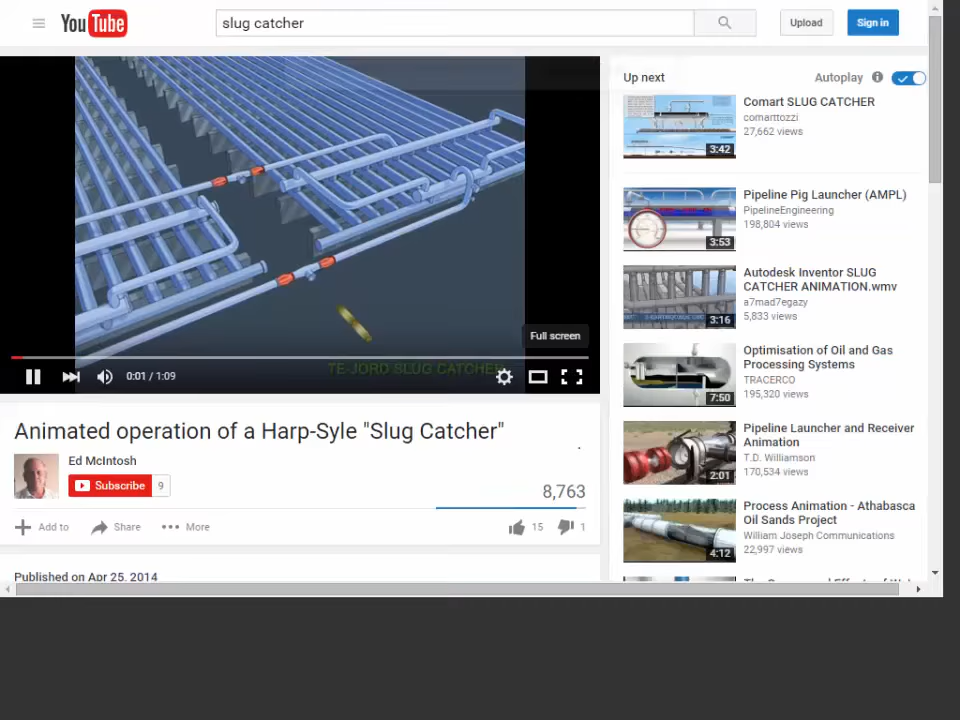 YouTube
slug catcher
Upload
Sign in
Full screen
TE-JORD SLUG CATCHER
0:01 / 1:09
Animated operation of a Harp-Syle "Slug Catcher"
Ed McIntosh
Subscribe 9
8,763
Add to Share More
15 1
Published on Apr 25, 2014
Up next
Autoplay
Comart SLUG CATCHER
comarttozzi
27,662 views
3:42
Pipeline Pig Launcher (AMPL)
PipelineEngineering
198,804 views
3:53
Autodesk Inventor SLUG
CATCHER ANIMATION.wmv
a7mad7egazy
5,833 views
3:16
Optimisation of Oil and Gas
Processing Systems
TRACERCO
195,320 views
7:50
Pipeline Launcher and Receiver
Animation
T.D. Williamson
170,534 views
2:01
Process Animation - Athabasca
Oil Sands Project
William Joseph Communications
22,997 views
4:12